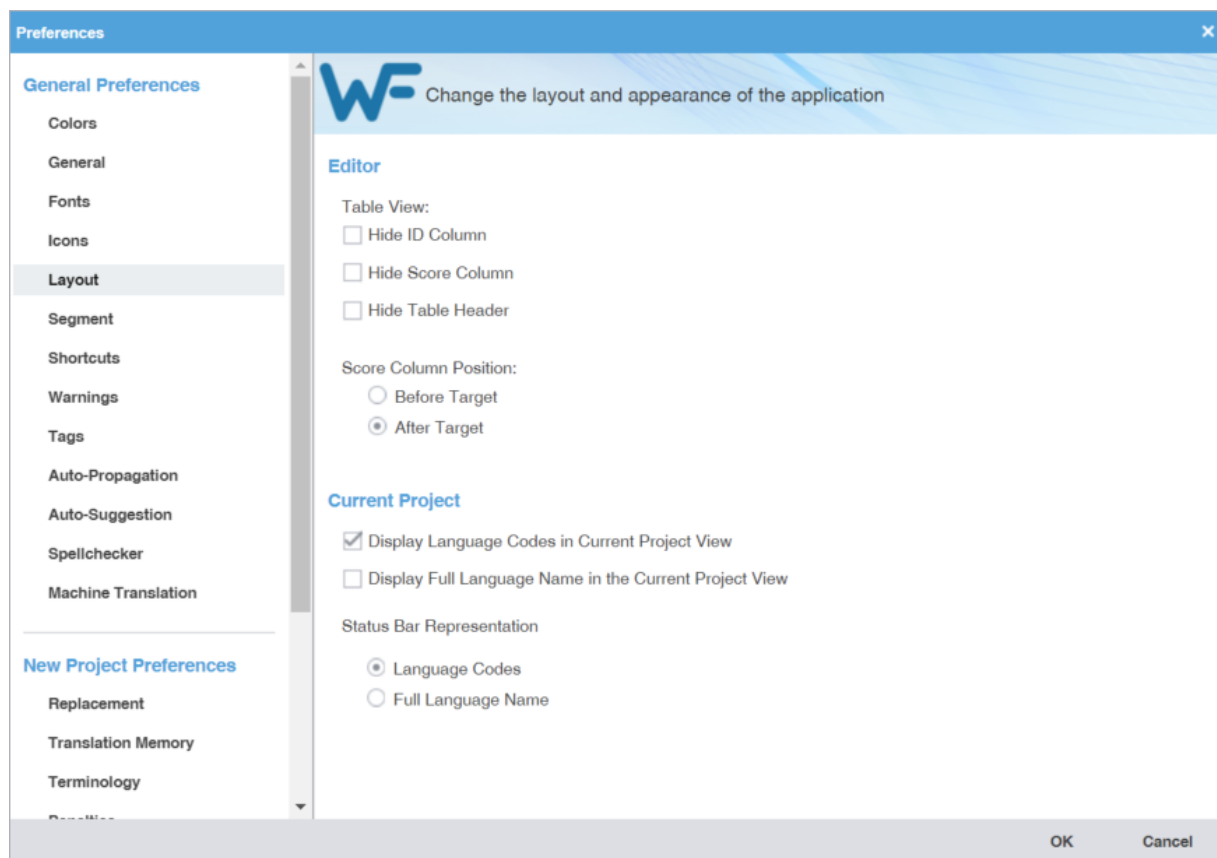 Preferences
General Preferences
Colors
General
Fonts
Icons
Layout
Segment
Shortcuts
Warnings
Tags
Auto-Propagation
Auto-Suggestion
Spellchecker
Machine Translation
New Project Preferences
Replacement
Translation Memory
Terminology
WF
Change the layout and appearance of the application
Editor
Table View:
Hide ID Column
Hide Score Column
Hide Table Header
Score Column Position:
Before Target
After Target
Current Project
Display Language Codes in Current Project View
Display Full Language Name in the Current Project View
Status Bar Representation
Language Codes
Full Language Name
OK Cancel